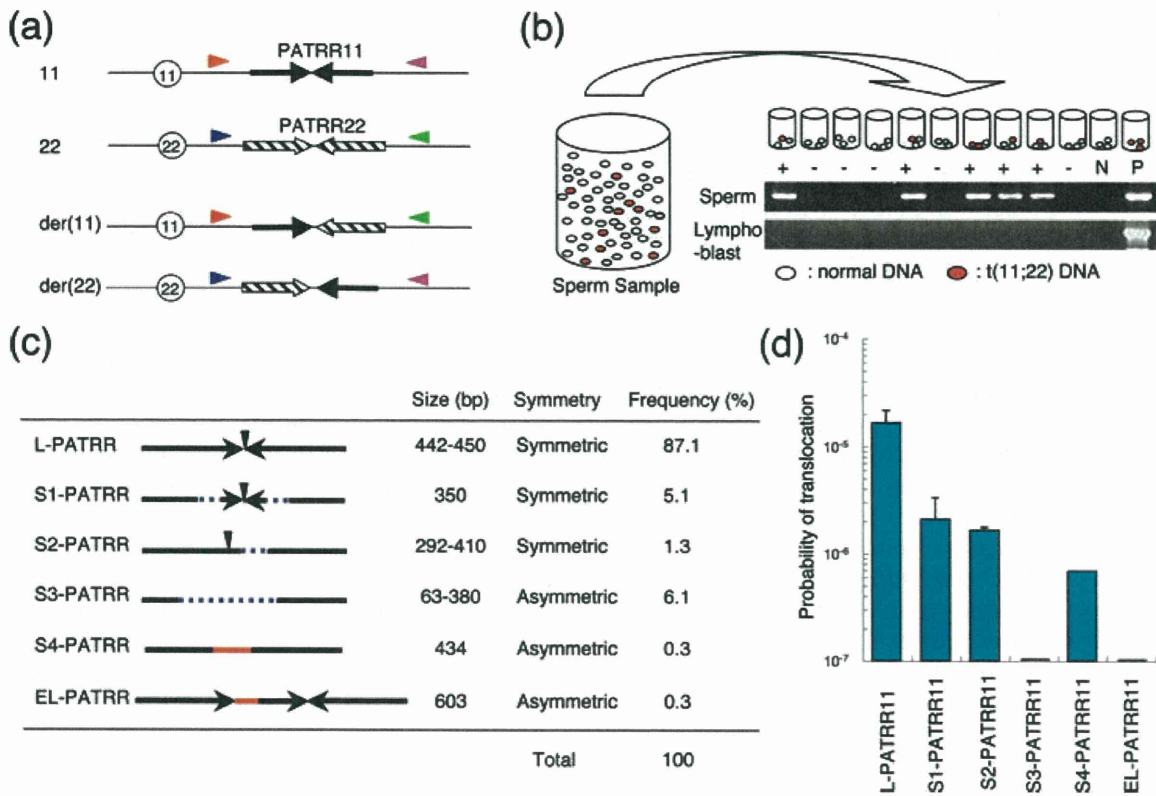 (a)
PATRR11
11
11
PATRR22
22
22
der(11)
11
der(22)
22
(b)
+ - - - + - + + + - N P
Sperm
Lympho
-blast
: normal DNA : t(11;22) DNA
Sperm Sample
(c)
Size (bp) Symmetry Frequency (%)
L-PATRR 442-450 Symmetric 87.1
S1-PATRR 350 Symmetric 5.1
S2-PATRR 292-410 Symmetric 1.3
S3-PATRR 63-380 Asymmetric 6.1
S4-PATRR 434 Asymmetric 0.3
EL-PATRR 603 Asymmetric 0.3
Total 100
(d)
Probability of translocation
10⁻⁴
10⁻⁵
10⁻⁶
10⁻⁷
L-PATRR11
S1-PATRR11
S2-PATRR11
S3-PATRR11
S4-PATRR11
EL-PATRR11